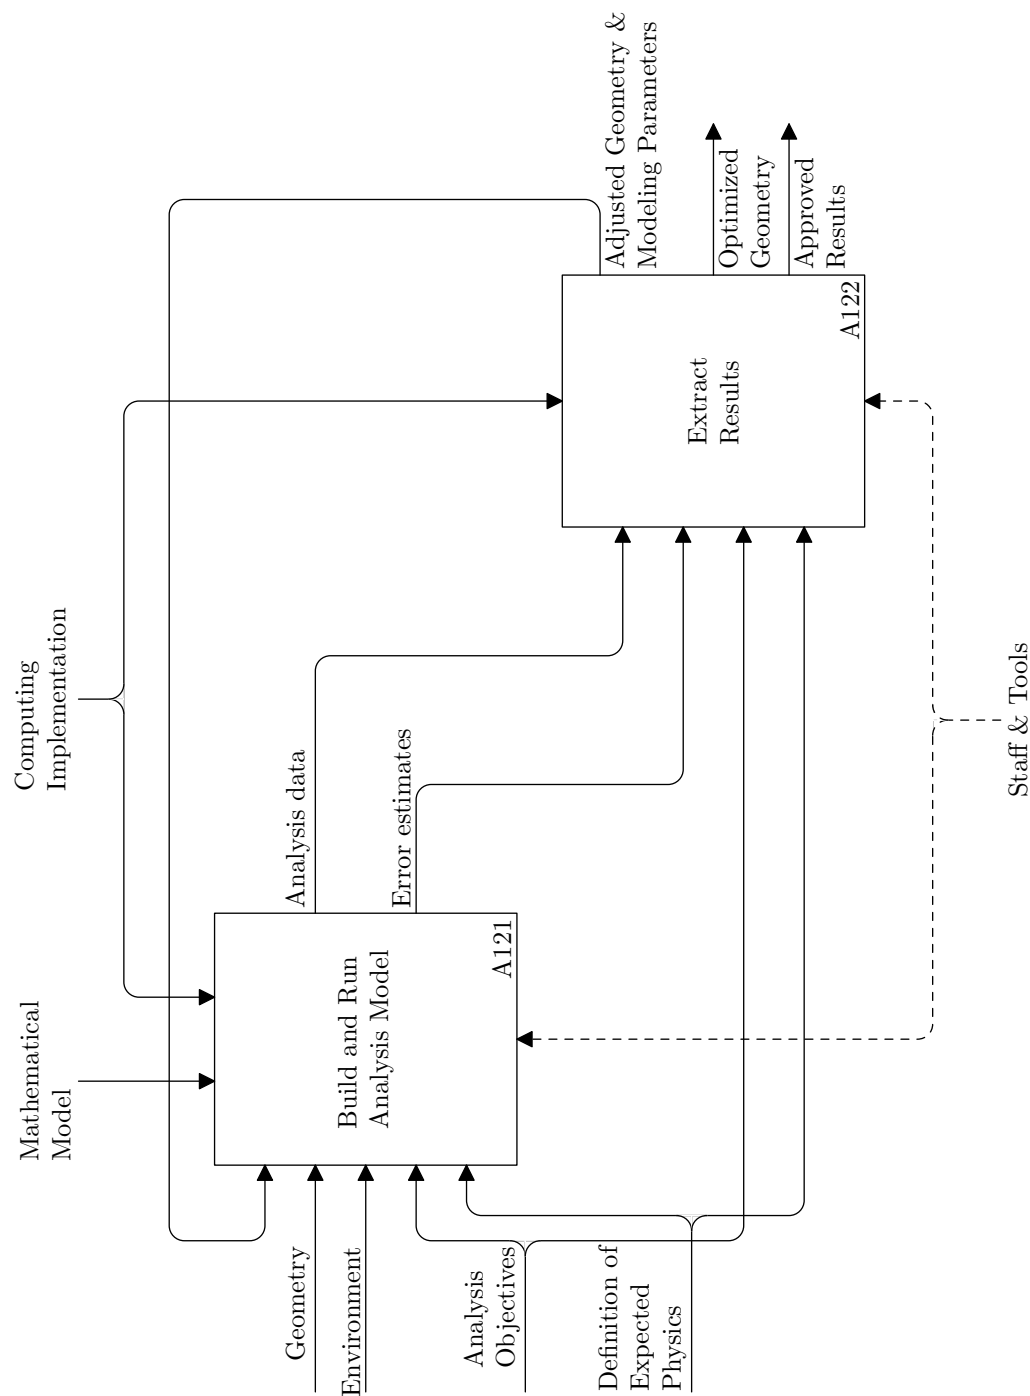 Mathematical
Model
Computing
Implementation
Geometry
Environment
Analysis
Objectives
Definition of
Expected
Physics
Build and Run
Analysis Model
A121
Analysis data
Error estimates
Extract
Results
A122
Adjusted Geometry &
Modeling Parameters
Optimized
Geometry
Approved
Results
Staff & Tools